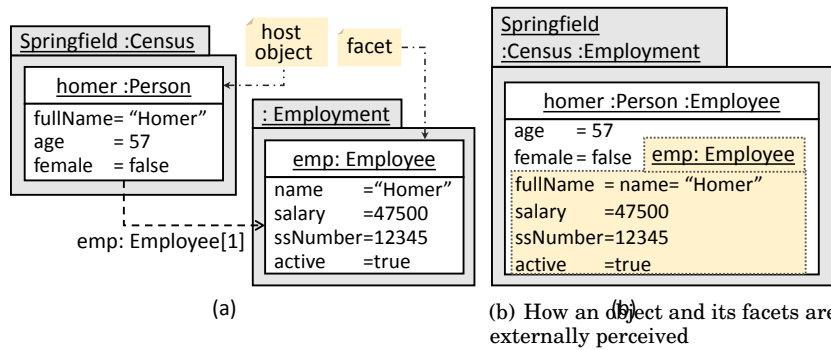 Springfield :Census
host
object
facet
homer :Person
fullName= “Homer”
age = 57
female = false
emp: Employee[1]
: Employment
emp: Employee
name =“Homer”
salary =47500
ssNumber=12345
active =true
(a)
Springfield
:Census :Employment
homer :Person :Employee
age = 57
female = false
emp: Employee
fullName = name= “Homer”
salary =47500
ssNumber=12345
active =true
(b)
(b) How an object and its facets are
externally perceived